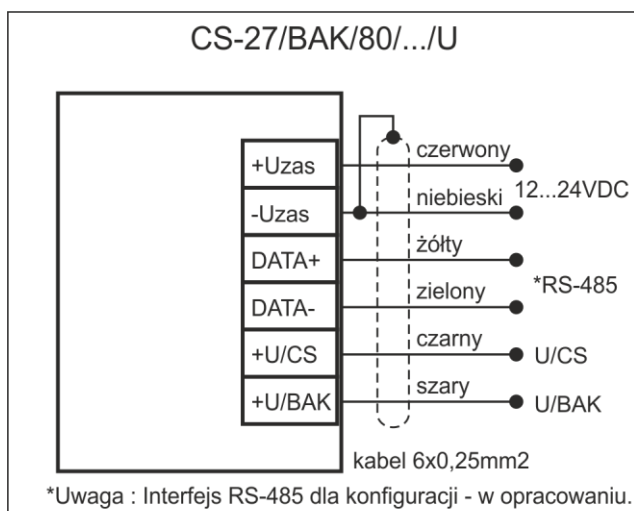 CS-27/BAK/80/.../U
+Uzas czerwony
12...24VDC
-Uzas niebieski
DATA+ żółty
*RS-485
DATA- zielony
+U/CS czarny U/CS
+U/BAK szary U/BAK
kabel 6x0,25mm2
*Uwaga : Interfejs RS-485 dla konfiguracji - w opracowaniu.